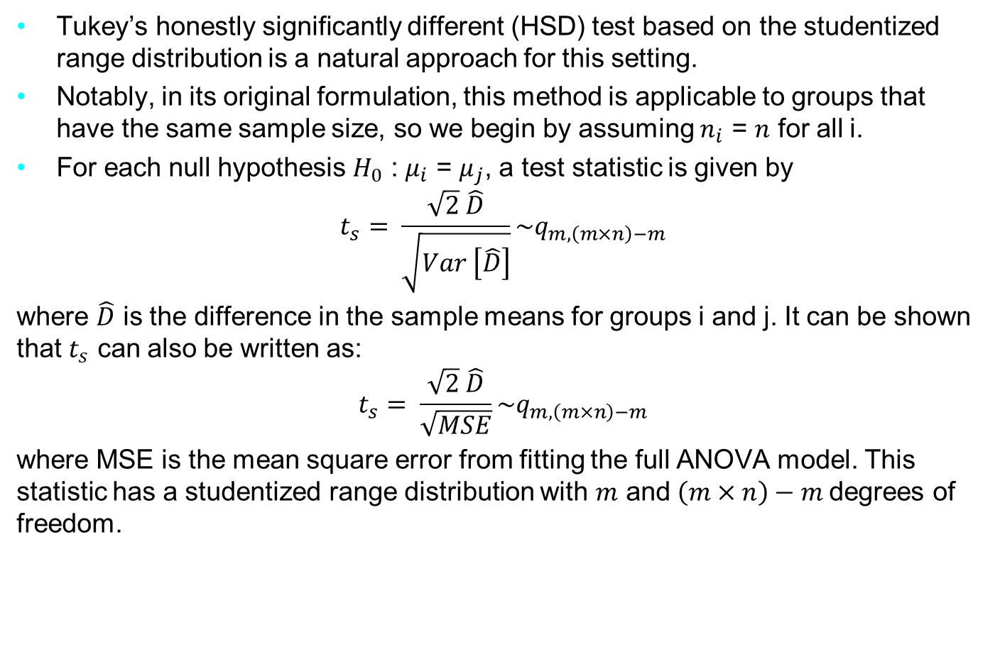 • Tukey’s honestly significantly different (HSD) test based on the studentized
range distribution is a natural approach for this setting.
• Notably, in its original formulation, this method is applicable to groups that
have the same sample size, so we begin by assuming 𝑛ᵢ = 𝑛 for all i.
• For each null hypothesis 𝐻₀ : 𝜇ᵢ = 𝜇ⱼ, a test statistic is given by
$t_s = \frac{\sqrt{2}\,\widehat{D}}{\sqrt{Var\left[\widehat{D}\right]}} \sim q_{m,(m\times n)-m}$
where $\widehat{D}$ is the difference in the sample means for groups i and j. It can be shown
that $t_s$ can also be written as:
$t_s = \frac{\sqrt{2}\,\widehat{D}}{\sqrt{MSE}} \sim q_{m,(m\times n)-m}$
where MSE is the mean square error from fitting the full ANOVA model. This
statistic has a studentized range distribution with 𝑚 and (𝑚 × 𝑛) − 𝑚 degrees of
freedom.